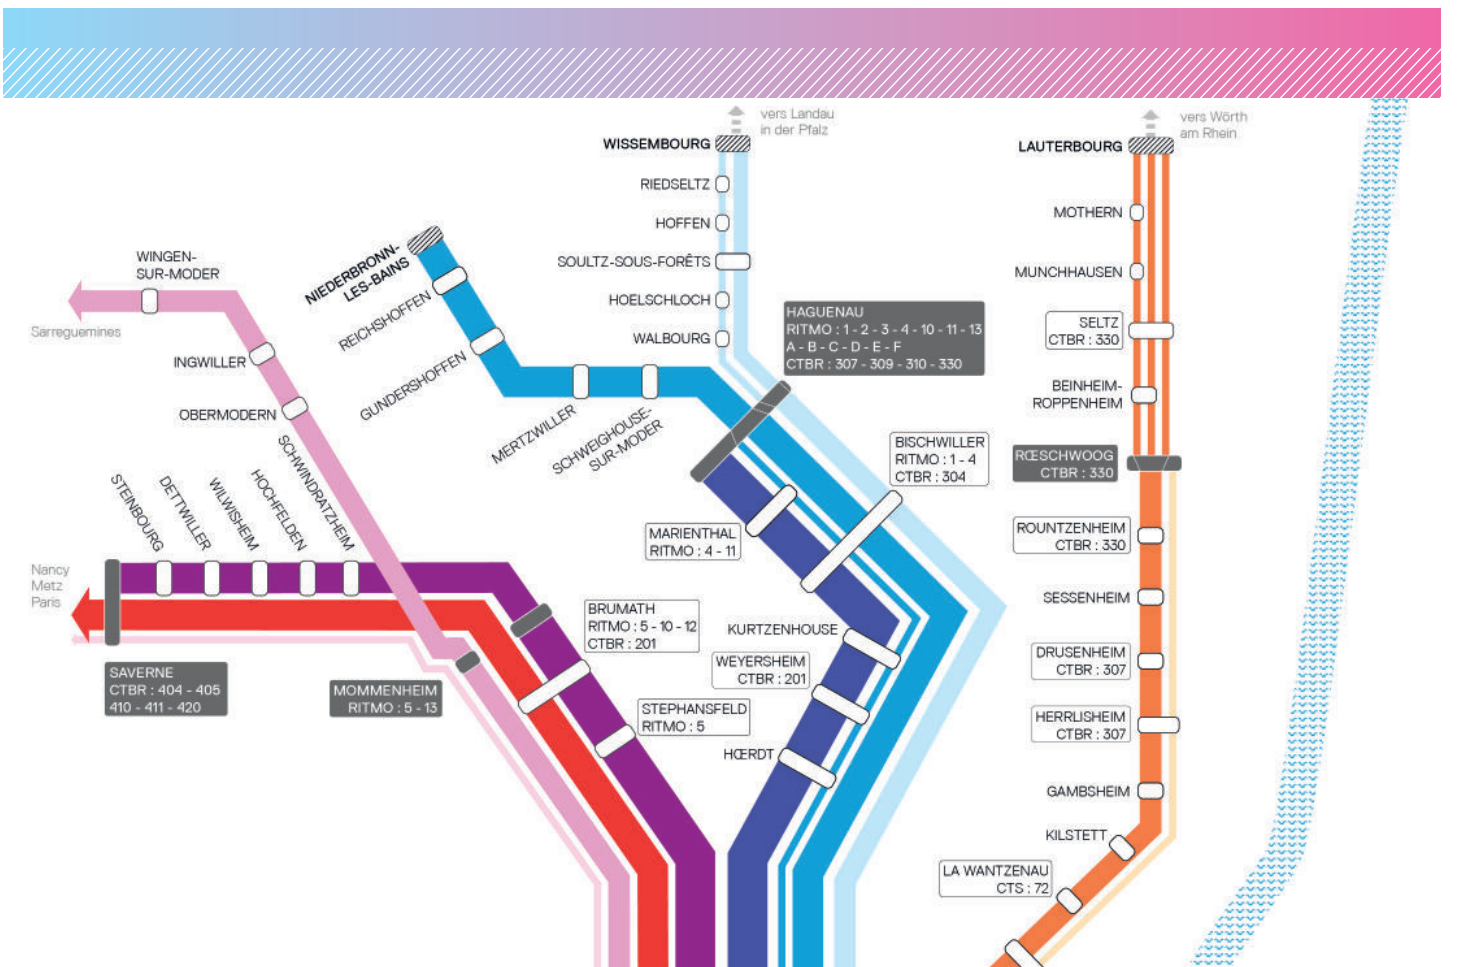 vers Landau
in der Pfalz
WISSEMBOURG
RIEDSELTZ
HOFFEN
SOULTZ-SOUS-FORÊTS
HOELSCHLOCH
WALBOURG
vers Wörth
am Rhein
LAUTERBOURG
MOTHERN
MUNCHHAUSEN
SELTZ
CTBR : 330
BEINHEIM-
ROPPENHEIM
RŒSCHWOOG
CTBR : 330
ROUNTZENHEIM
CTBR : 330
SESSENHEIM
DRUSENHEIM
CTBR : 307
HERRLISHEIM
CTBR : 307
GAMBSHEIM
KILSTETT
LA WANTZENAU
CTS : 72
WINGEN-
SUR-MODER
Sarreguemines
INGWILLER
OBERMODERN
SCHWINDRATZHEIM
HOCHFELDEN
WILWISHEIM
DETTWILLER
STEINBOURG
NIEDERBRONN-
LES-BAINS
REICHSHOFFEN
GUNDERSHOFFEN
MERTZWILLER
SCHWEIGHOUSE-
SUR-MODER
HAGUENAU
RITMO : 1 - 2 - 3 - 4 - 10 - 11 - 13
A - B - C - D - E - F
CTBR : 307 - 309 - 310 - 330
BISCHWILLER
RITMO : 1 - 4
CTBR : 304
MARIENTHAL
RITMO : 4 - 11
KURTZENHOUSE
WEYERSHEIM
CTBR : 201
HŒRDT
Nancy
Metz
Paris
SAVERNE
CTBR : 404 - 405
410 - 411 - 420
MOMMENHEIM
RITMO : 5 - 13
BRUMATH
RITMO : 5 - 10 - 12
CTBR : 201
STEPHANSFELD
RITMO : 5